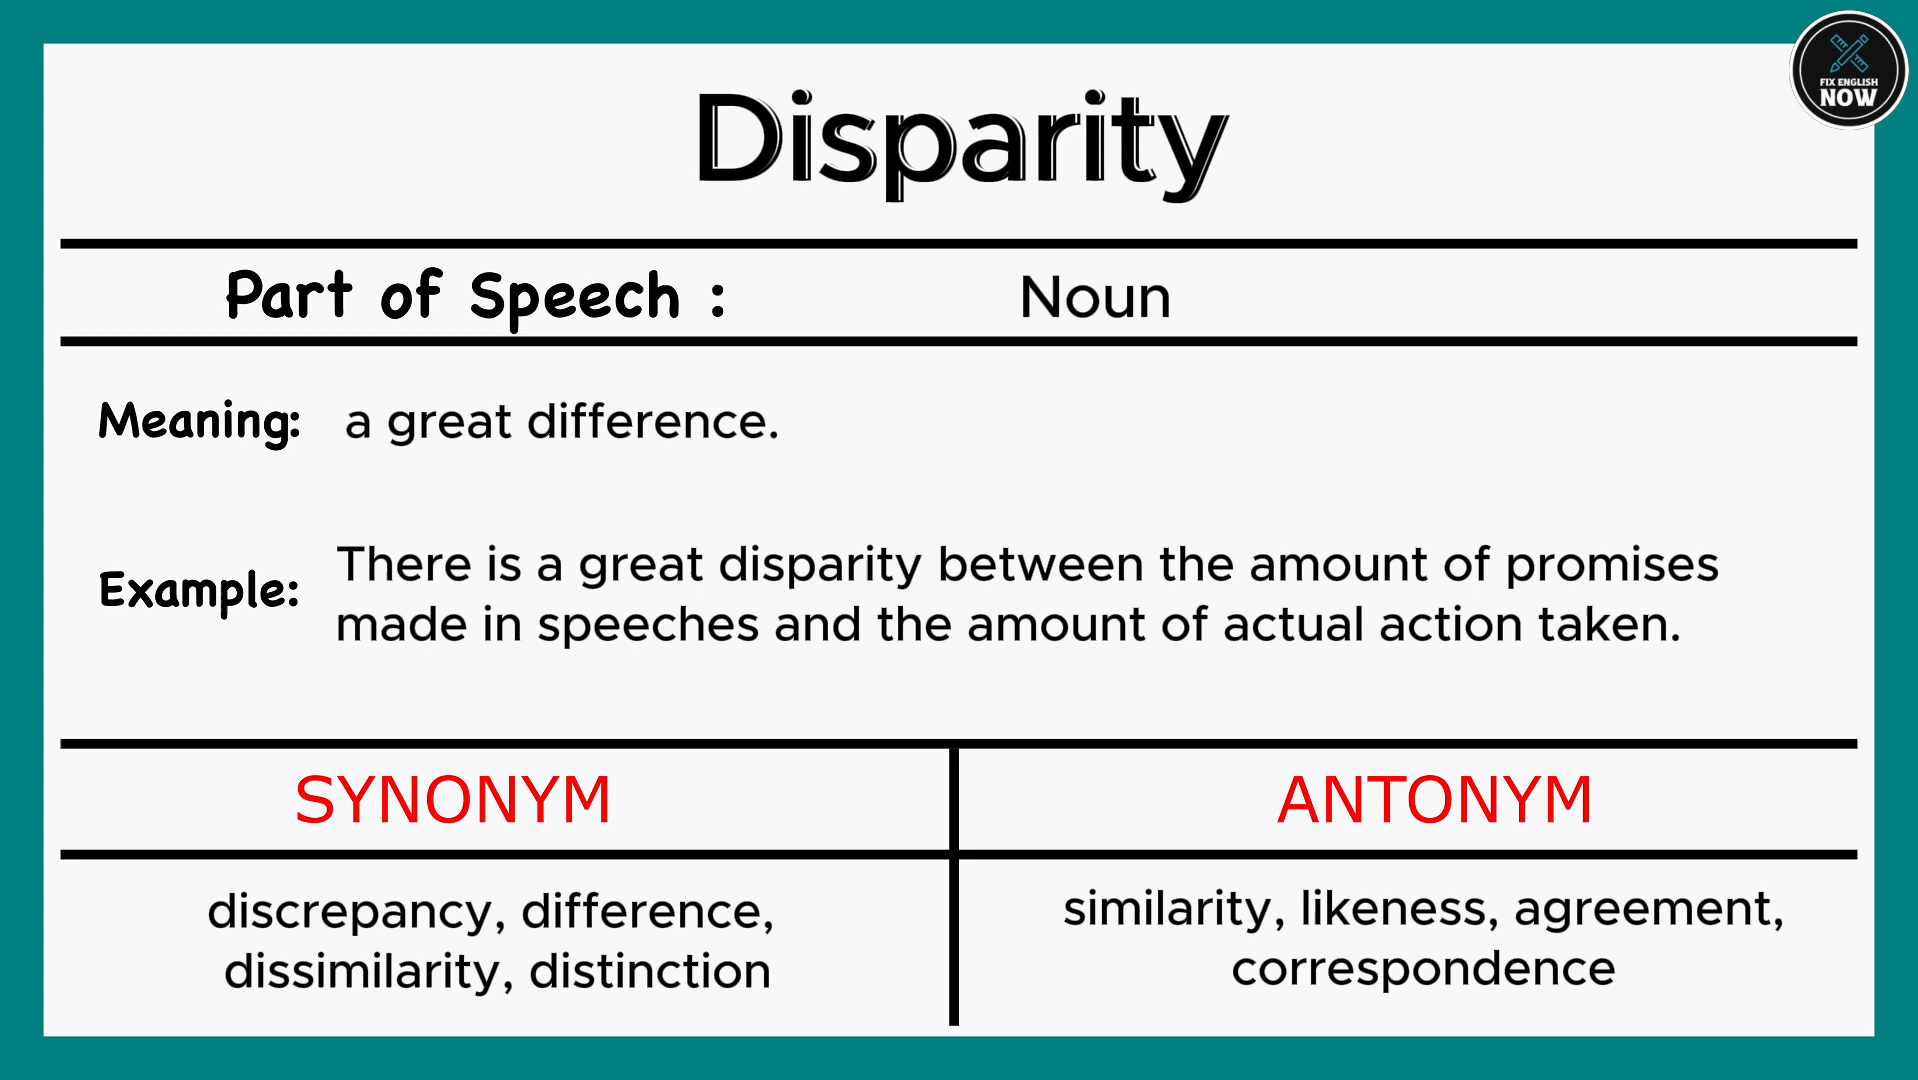 FIX ENGLISH
NOW
Disparity
Part of Speech : Noun
Meaning: a great difference.
Example: There is a great disparity between the amount of promises
made in speeches and the amount of actual action taken.
SYNONYM
discrepancy, difference,
dissimilarity, distinction
ANTONYM
similarity, likeness, agreement,
correspondence